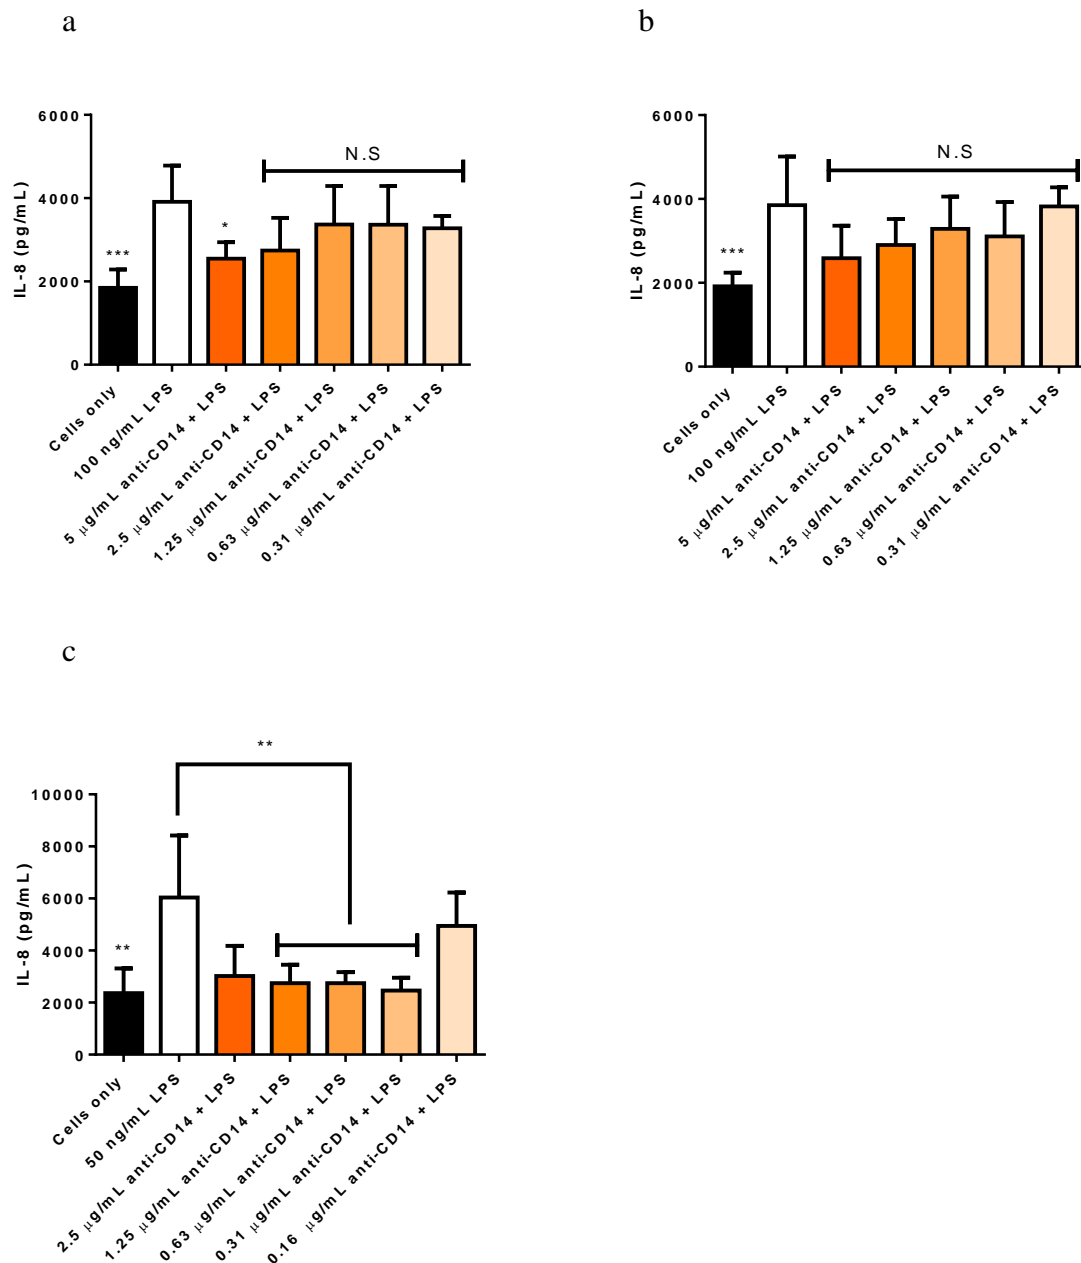 a
6000
4000
2000
0
IL-8 (pg/mL)
***
*
N.S
Cells only
100 ng/mL LPS
5 μg/mL anti-CD14 + LPS
2.5 μg/mL anti-CD14 + LPS
1.25 μg/mL anti-CD14 + LPS
0.63 μg/mL anti-CD14 + LPS
0.31 μg/mL anti-CD14 + LPS
b
6000
4000
2000
0
IL-8 (pg/mL)
***
N.S
Cells only
100 ng/mL LPS
5 μg/mL anti-CD14 + LPS
2.5 μg/mL anti-CD14 + LPS
1.25 μg/mL anti-CD14 + LPS
0.63 μg/mL anti-CD14 + LPS
0.31 μg/mL anti-CD14 + LPS
c
**
10000
8000
6000
4000
2000
0
IL-8 (pg/mL)
**
Cells only
50 ng/mL LPS
2.5 μg/mL anti-CD14 + LPS
1.25 μg/mL anti-CD14 + LPS
0.63 μg/mL anti-CD14 + LPS
0.31 μg/mL anti-CD14 + LPS
0.16 μg/mL anti-CD14 + LPS